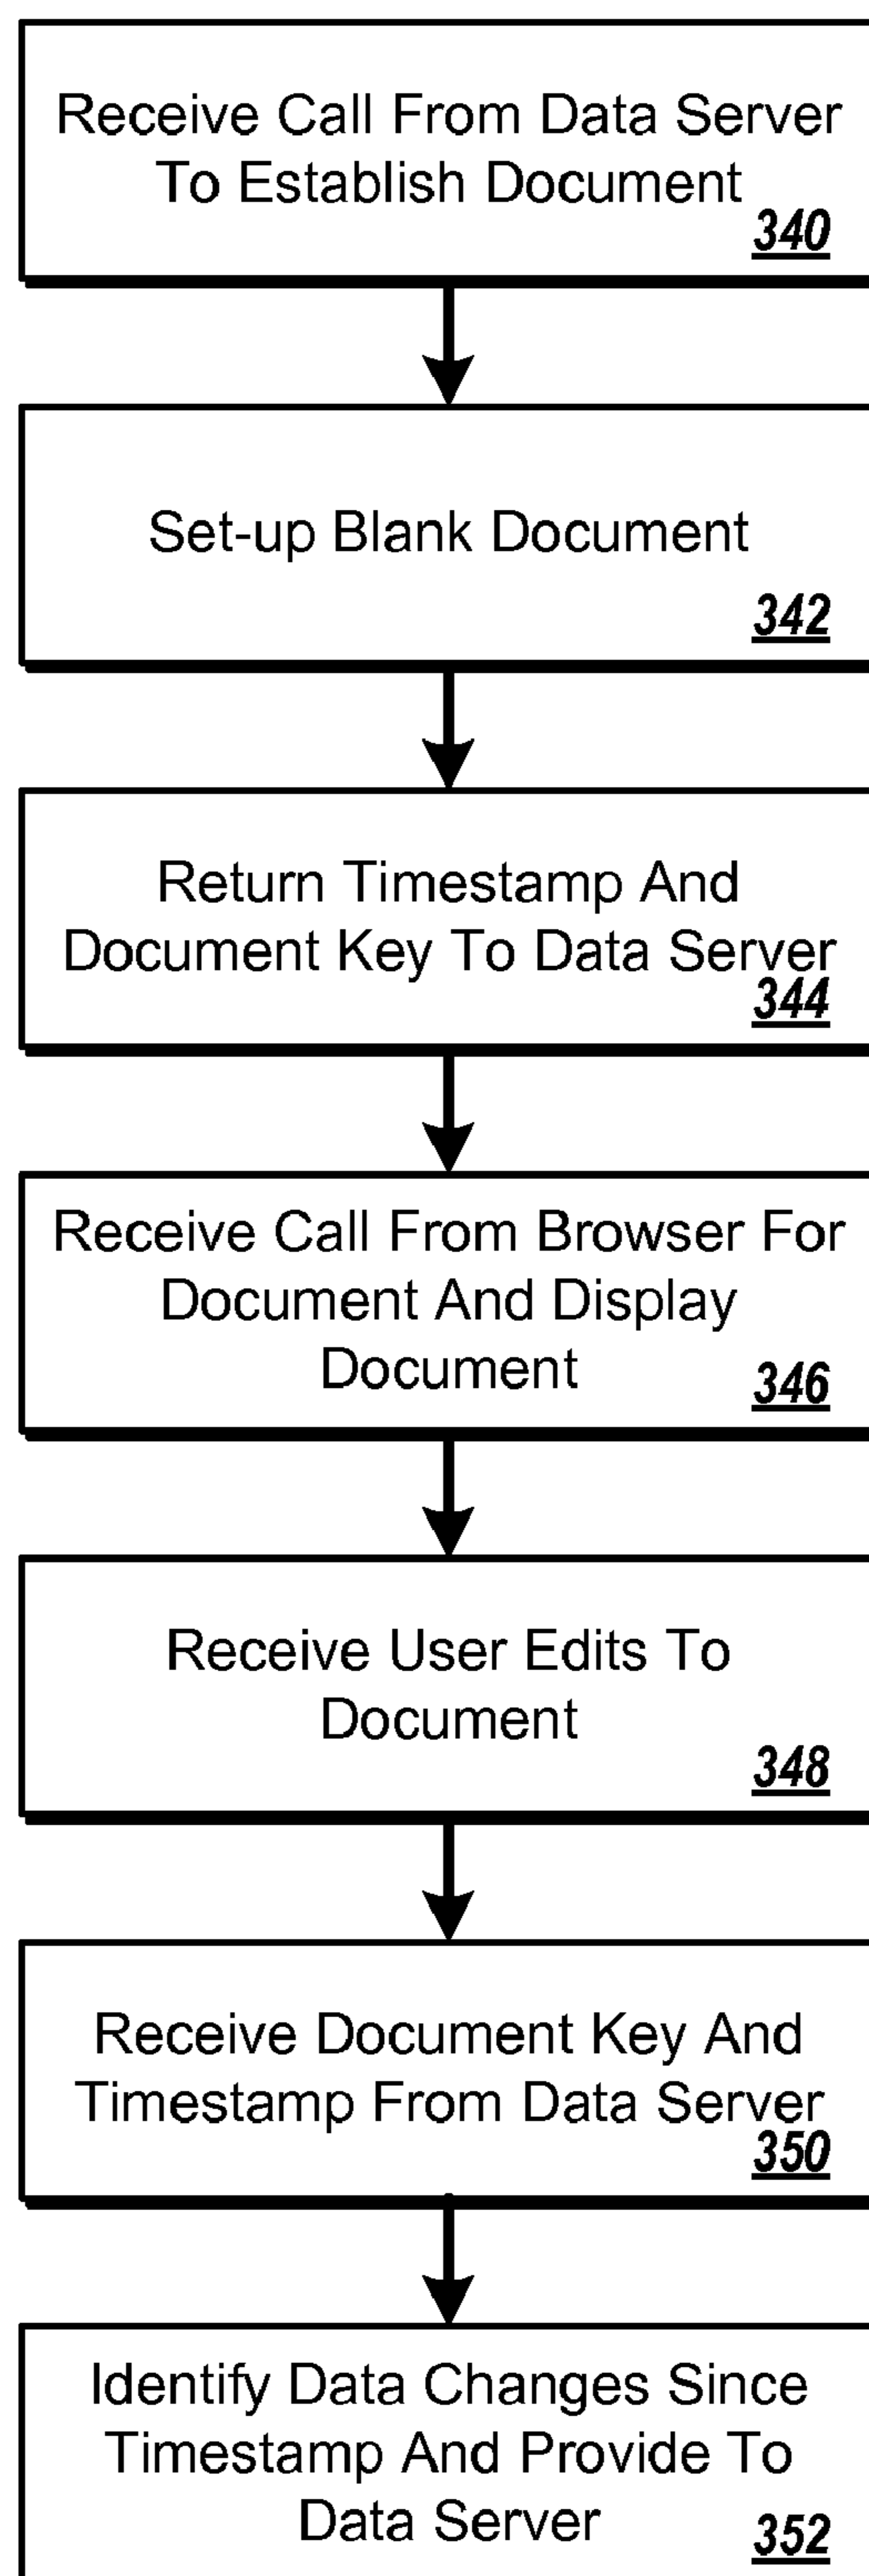 Receive Call From Data Server
To Establish Document
340
Set-up Blank Document
342
Return Timestamp And
Document Key To Data Server
344
Receive Call From Browser For
Document And Display
Document
346
Receive User Edits To
Document
348
Receive Document Key And
Timestamp From Data Server
350
Identify Data Changes Since
Timestamp And Provide To
Data Server
352